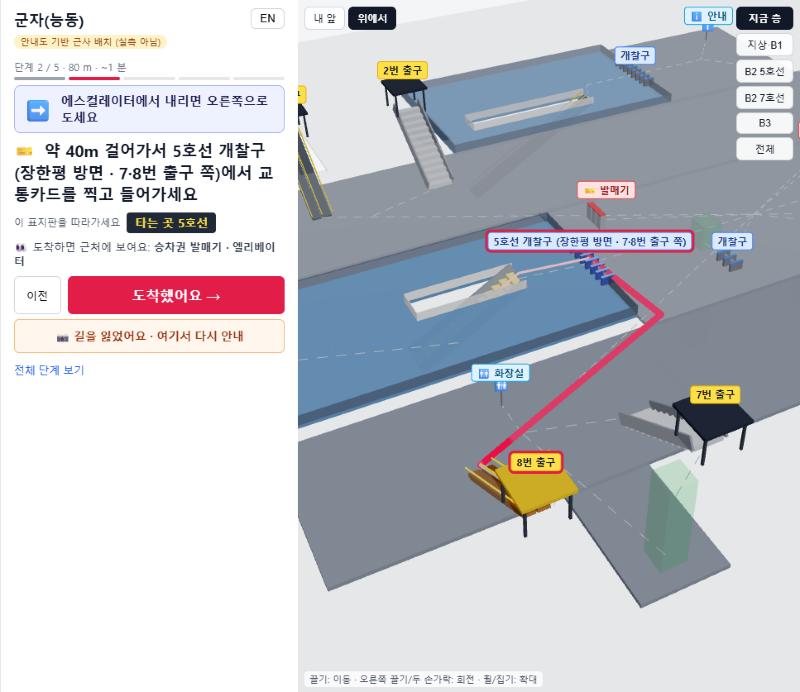 군자(능동)
EN
안내도 기반 근사 배치 (실측 아님)
단계 2 / 5 · 80 m · ~1 분
에스컬레이터에서 내리면 오른쪽으로
도세요
약 40m 걸어가서 5호선 개찰구
(장한평 방면 · 7·8번 출구 쪽)에서 교
통카드를 찍고 들어가세요
이 표지판을 따라가세요
타는 곳 5호선
도착하면 근처에 보여요: 승차권 발매기 · 엘리베이
터
이전
도착했어요 →
길을 잃었어요 · 여기서 다시 안내
전체 단계 보기
내 앞
위에서
안내
지금 층
지상·B1
B2 5호선
B2 7호선
B3
전체
개찰구
2번 출구
발매기
5호선 개찰구 (장한평 방면 · 7·8번 출구 쪽)
개찰구
화장실
7번 출구
8번 출구
끌기: 이동 · 오른쪽 끌기/두 손가락: 회전 · 휠/집기: 확대